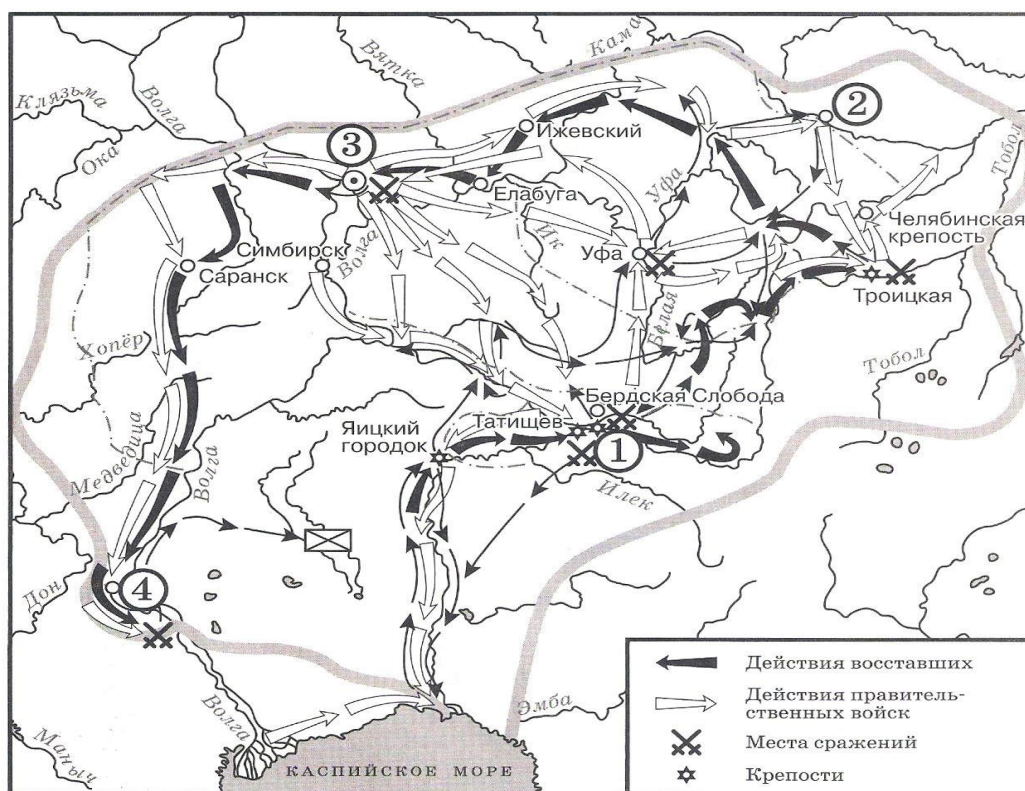 Клязьма
Волга
Вятка
Кама
Ока
3
2
Ижевский
Елабуга
Тобол
Уфа
Ик
Челябинская
крепость
Симбирск
Волга
Саранск
Уфа
Троицкая
Белая
Хопёр
Тобол
Бердская Слобода
Татищев
Яицкий
городок
1
Медведица
Волга
Илек
Дон
4
Волга
Эмба
Маныч
КАСПИЙСКОЕ МОРЕ
Действия восставших
Действия правитель-
ственных войск
Места сражений
Крепости